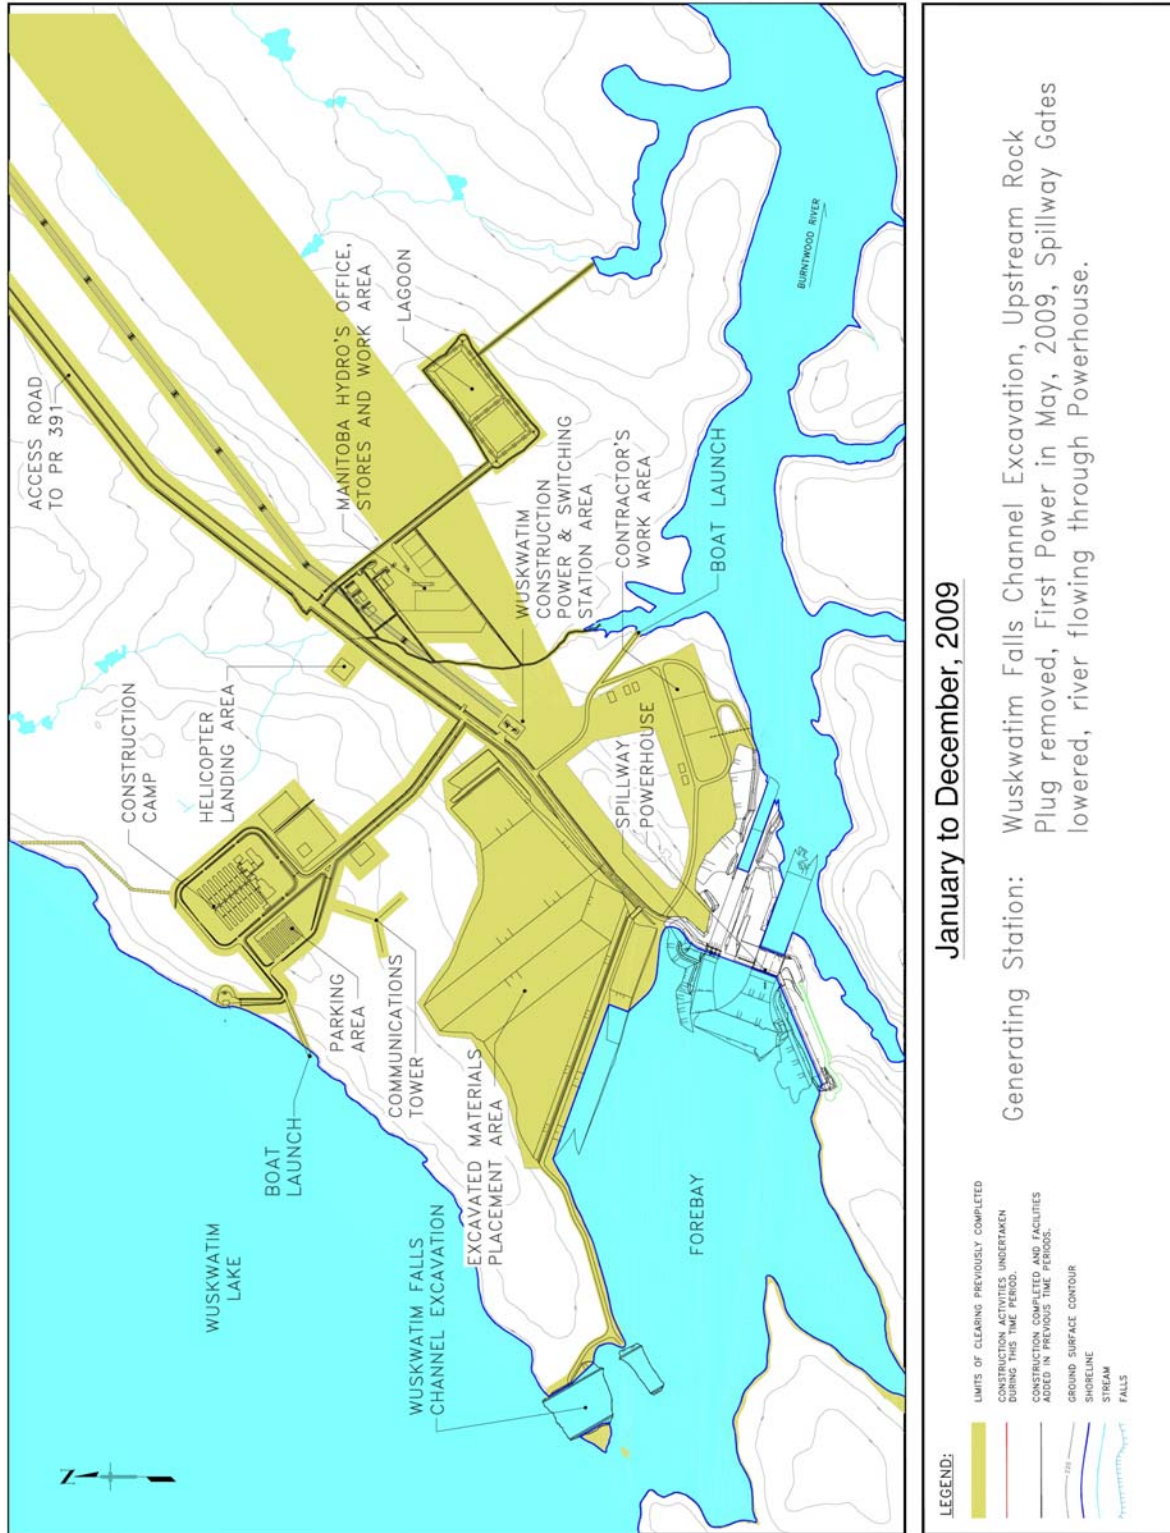 ACCESS ROAD
TO PR 391
MANITOBA HYDRO'S OFFICE,
STORES AND WORK AREA
LAGOON
CONSTRUCTION
CAMP
HELICOPTER
LANDING AREA
WUSKWATIM
CONSTRUCTION
POWER & SWITCHING
STATION AREA
CONTRACTOR'S
WORK AREA
BOAT LAUNCH
BURNTWOOD RIVER
SPILLWAY
POWERHOUSE
PARKING
AREA
COMMUNICATIONS
TOWER
BOAT
LAUNCH
EXCAVATED MATERIALS
PLACEMENT AREA
WUSKWATIM
LAKE
WUSKWATIM FALLS
CHANNEL EXCAVATION
FOREBAY
N
January to December, 2009
Generating Station: Wuskwatim Falls Channel Excavation, Upstream Rock
Plug removed, First Power in May, 2009, Spillway Gates
lowered, river flowing through Powerhouse.
LEGEND:
LIMITS OF CLEARING PREVIOUSLY COMPLETED
CONSTRUCTION ACTIVITIES UNDERTAKEN
DURING THIS TIME PERIOD.
CONSTRUCTION COMPLETED AND FACILITIES
ADDED IN PREVIOUS TIME PERIODS.
GROUND SURFACE CONTOUR
SHORELINE
STREAM
FALLS